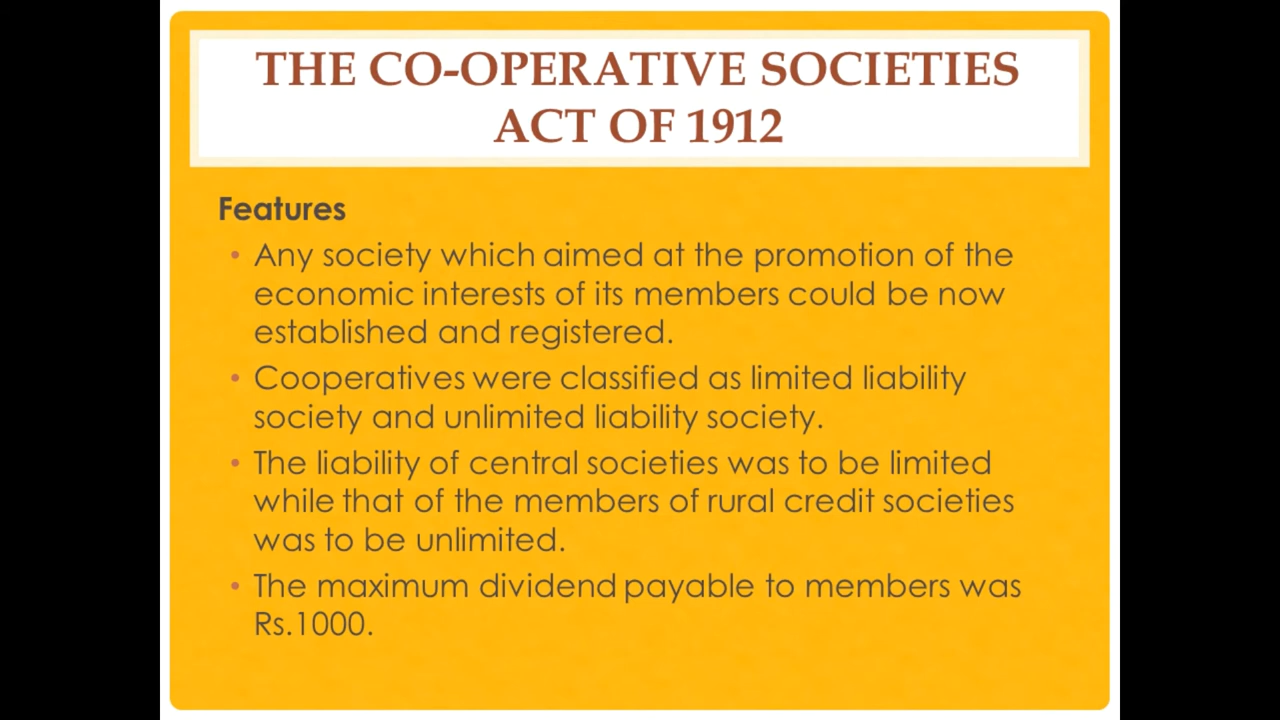 THE CO-OPERATIVE SOCIETIES
ACT OF 1912
Features
• Any society which aimed at the promotion of the
economic interests of its members could be now
established and registered.
• Cooperatives were classified as limited liability
society and unlimited liability society.
• The liability of central societies was to be limited
while that of the members of rural credit societies
was to be unlimited.
• The maximum dividend payable to members was
Rs.1000.